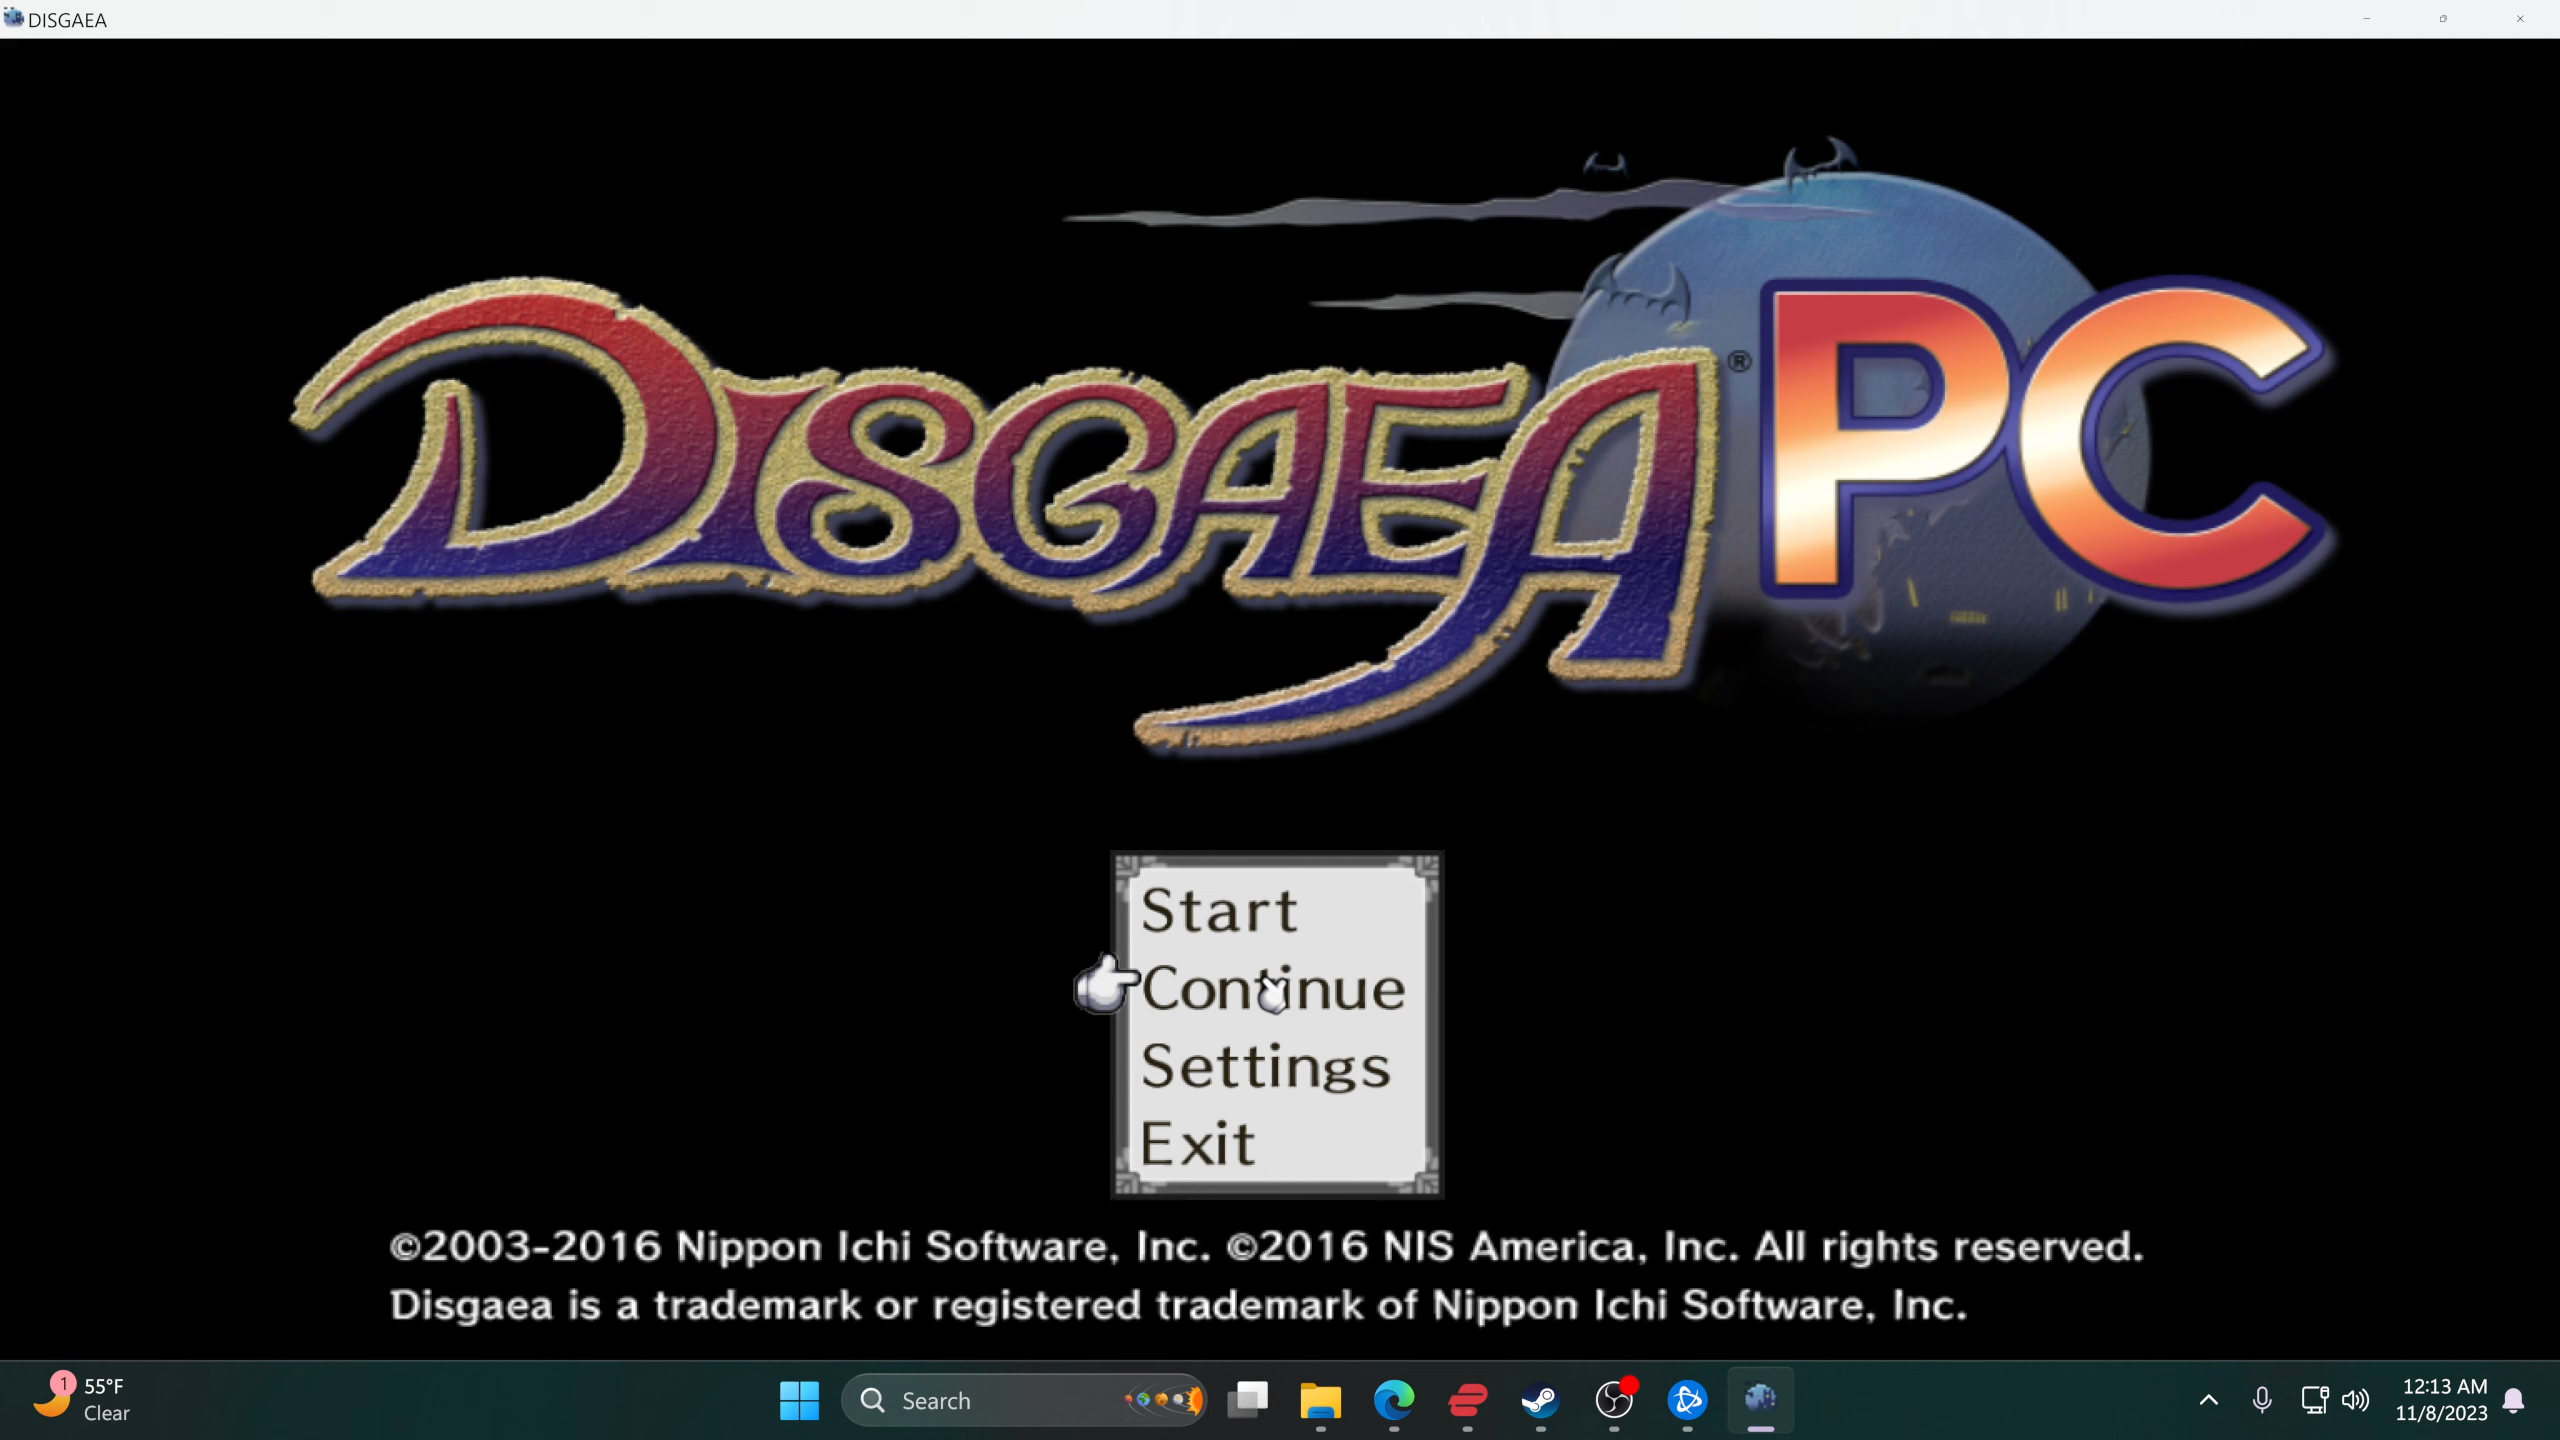 DISGAEA
DISGAEA® PC
Start
Continue
Settings
Exit
©2003-2016 Nippon Ichi Software, Inc. ©2016 NIS America, Inc. All rights reserved.
Disgaea is a trademark or registered trademark of Nippon Ichi Software, Inc.
1
55°F
Clear
Search
12:13 AM
11/8/2023